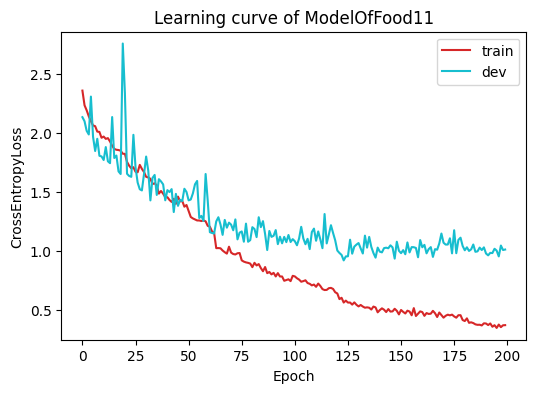 Learning curve of ModelOfFood11
train
dev
2.5
2.0
1.5
1.0
0.5
CrossEntropyLoss
0 25 50 75 100 125 150 175 200
Epoch